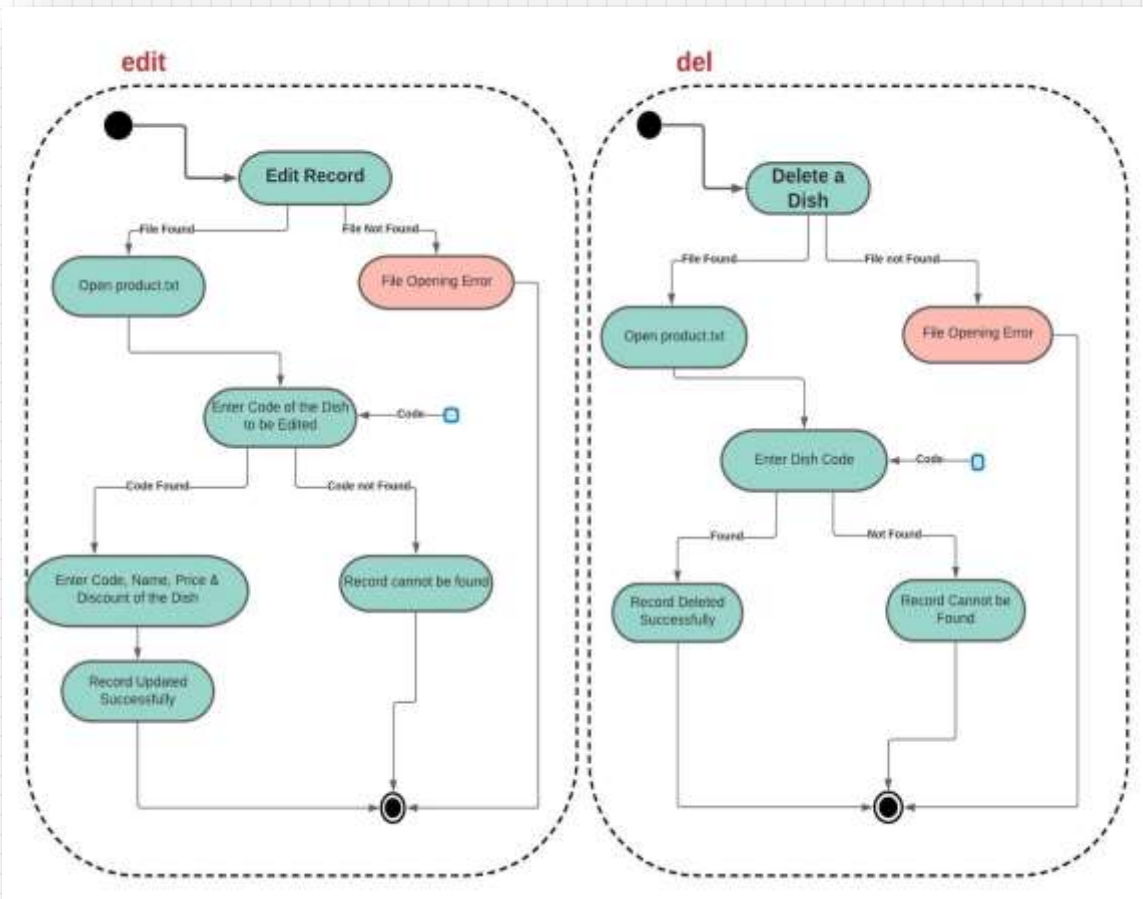 edit
Edit Record
File Found
File Not Found
Open product.txt
File Opening Error
Enter Code of the Dish
to be Edited
Code
Code Found
Code not Found
Enter Code, Name, Price &
Discount of the Dish
Record cannot be found
Record Updated
Successfully
del
Delete a
Dish
File Found
File not Found
Open product.txt
File Opening Error
Enter Dish Code
Code
Found
Not Found
Record Deleted
Successfully
Record Cannot be
Found